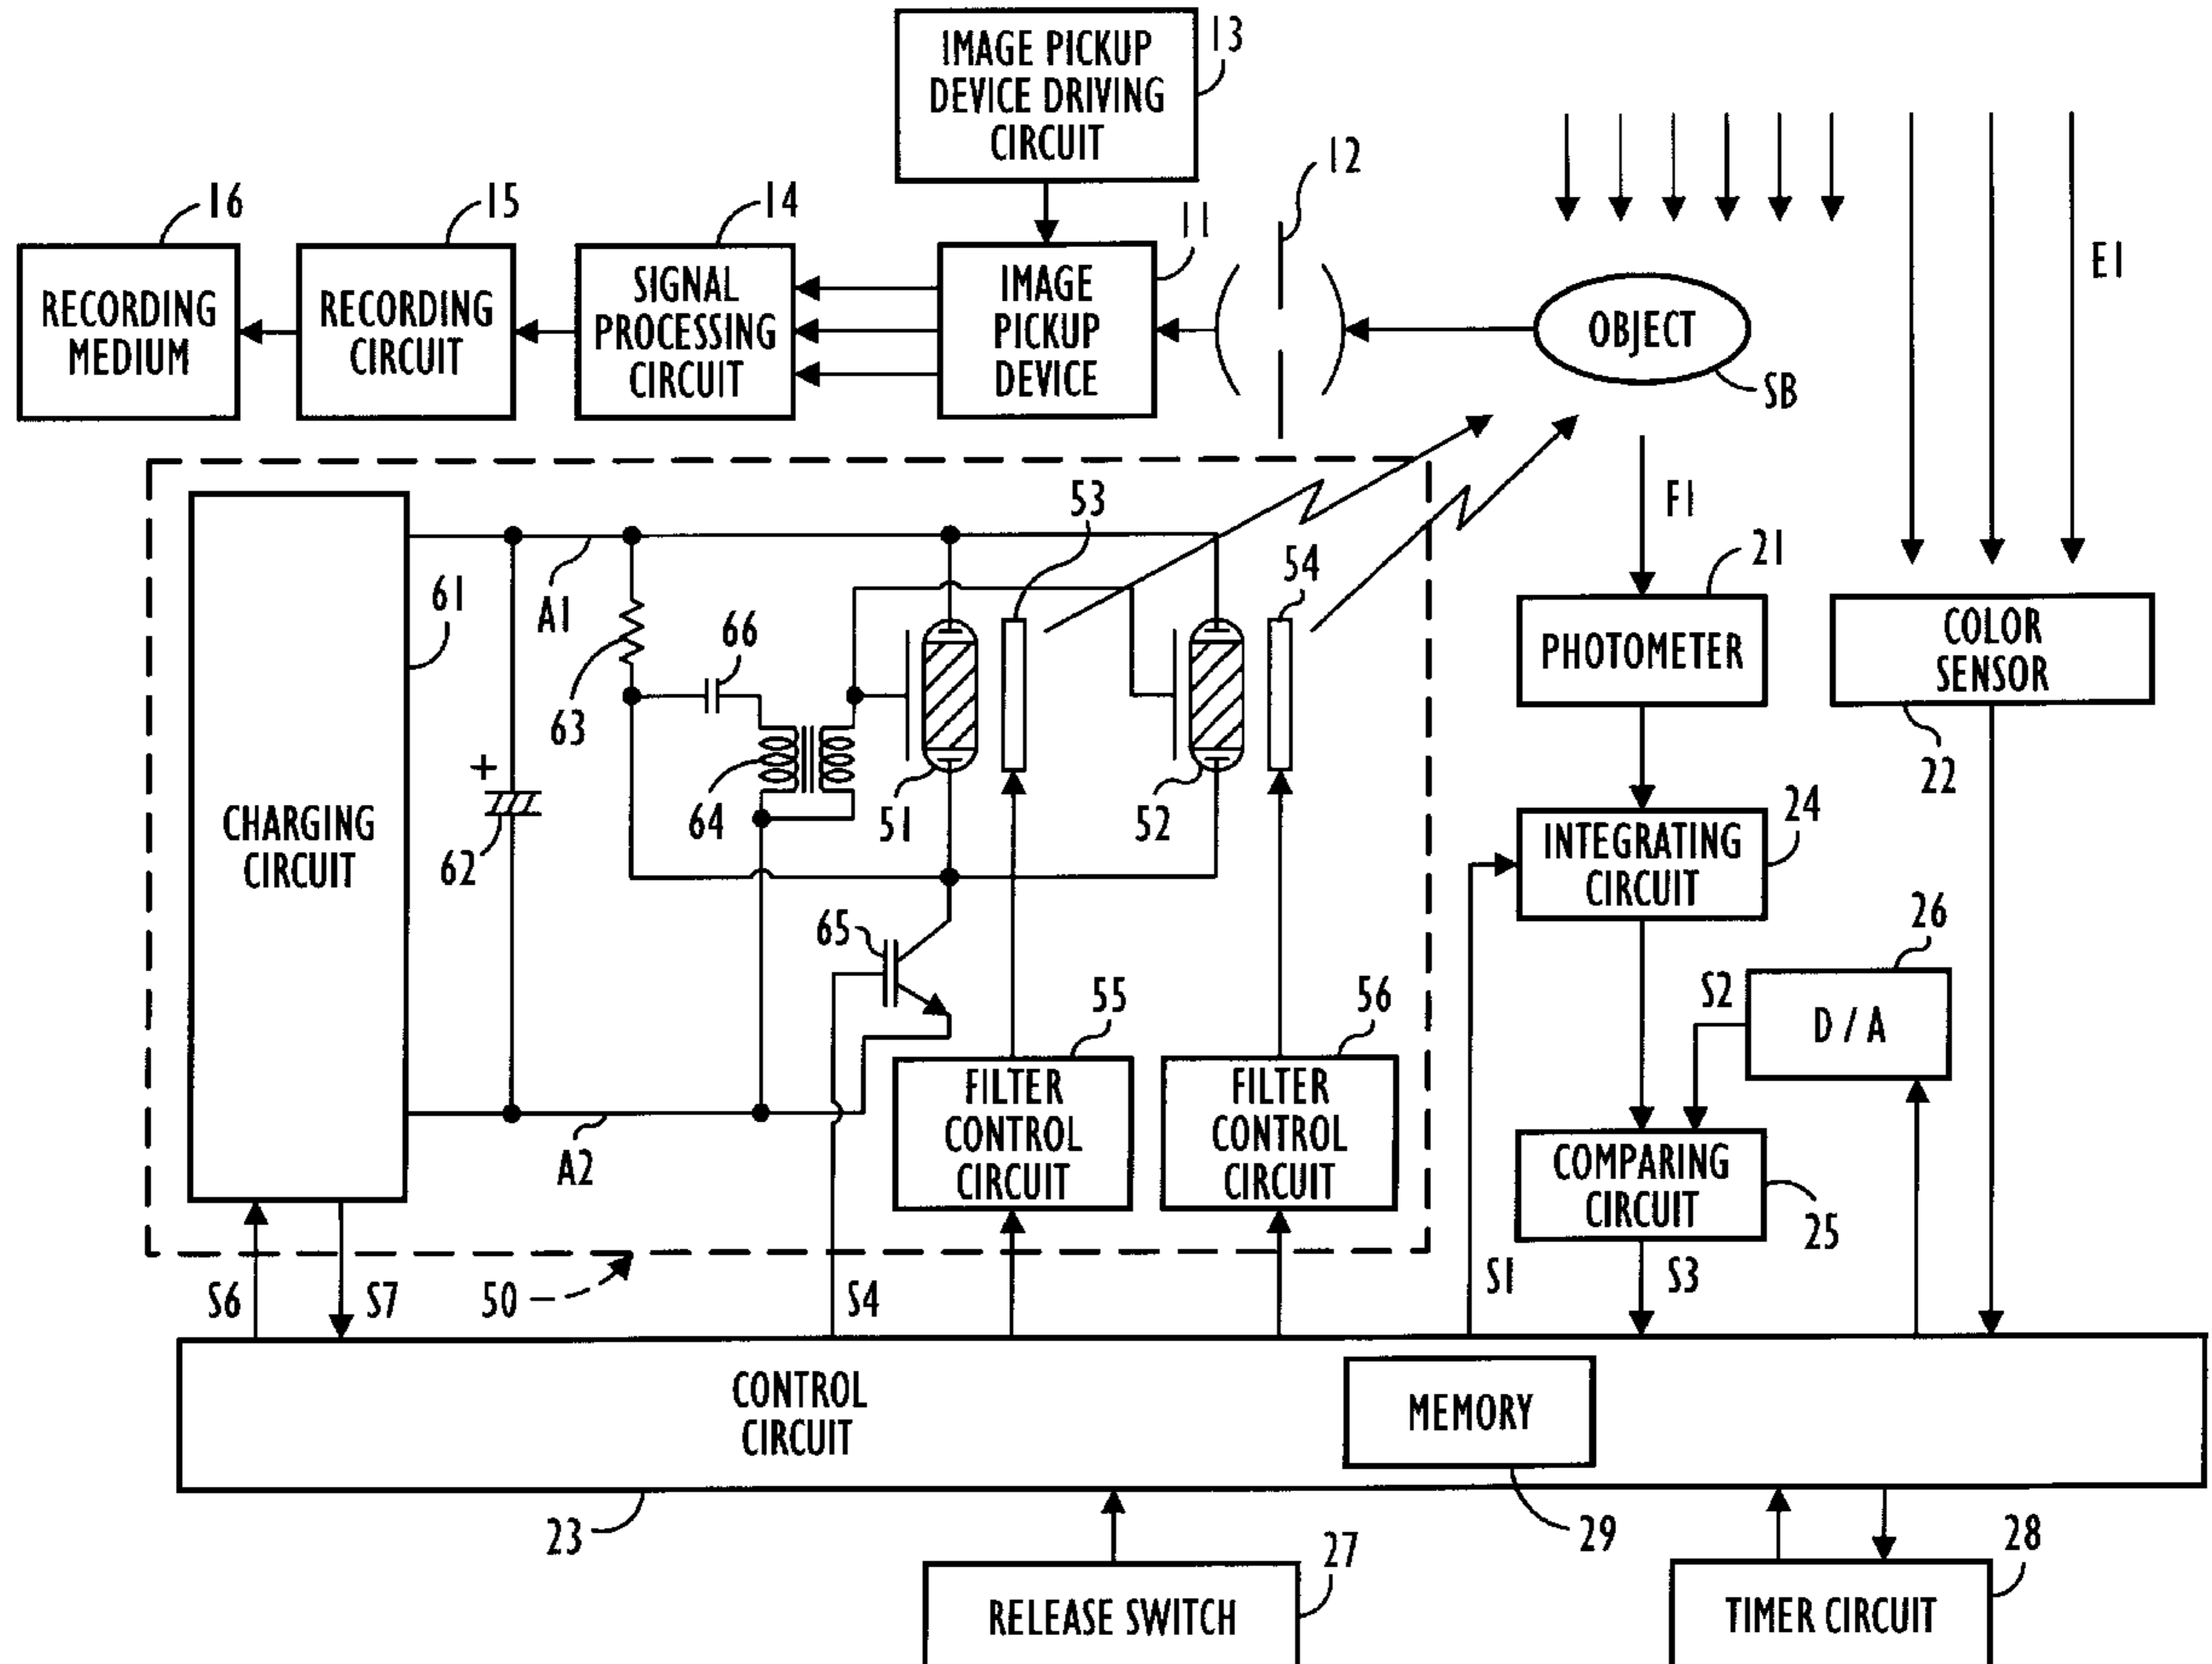 IMAGE PICKUP
DEVICE DRIVING
CIRCUIT
13
12
16
15
14
11
RECORDING
MEDIUM
RECORDING
CIRCUIT
SIGNAL
PROCESSING
CIRCUIT
IMAGE
PICKUP
DEVICE
OBJECT
SB
E1
F1
53
54
21
61
A1
66
63
PHOTOMETER
COLOR
SENSOR
22
+
64
51
52
62
CHARGING
CIRCUIT
INTEGRATING
CIRCUIT
24
65
26
S2
D / A
55
56
FILTER
CONTROL
CIRCUIT
FILTER
CONTROL
CIRCUIT
A2
COMPARING
CIRCUIT
25
S6
S7
50
S4
S1
S3
CONTROL
CIRCUIT
MEMORY
23
29
27
28
RELEASE SWITCH
TIMER CIRCUIT